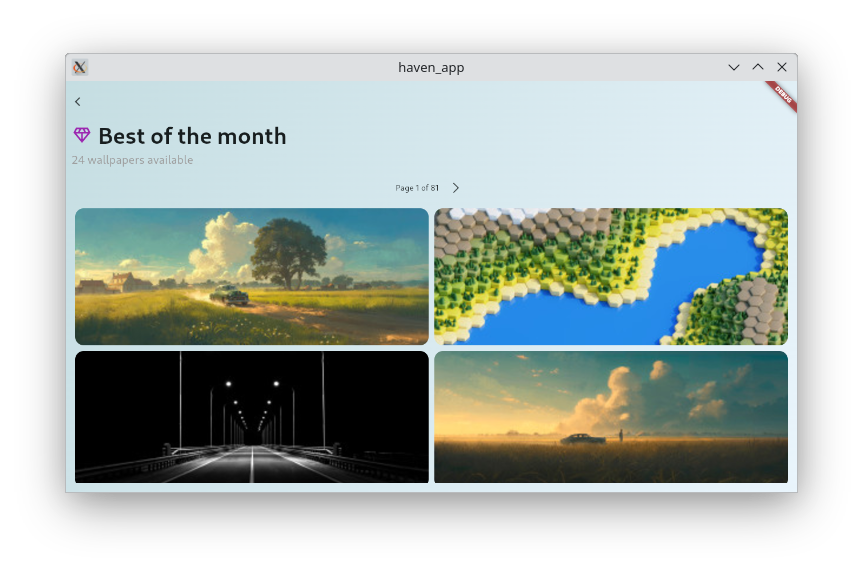 haven_app
DEBUG
Best of the month
24 wallpapers available
Page 1 of 81